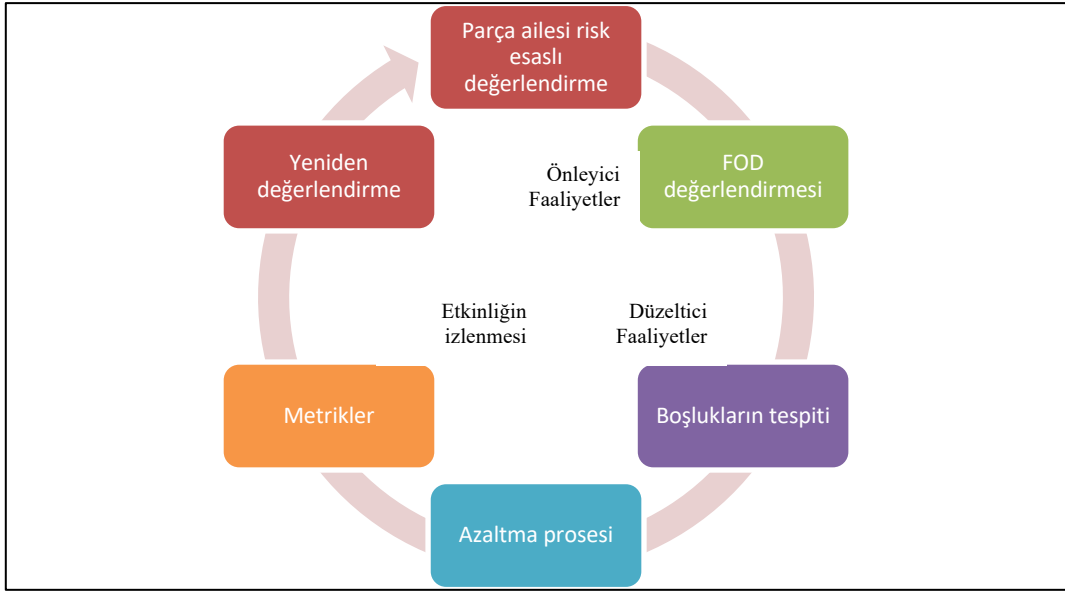 Parça ailesi risk
esaslı
değerlendirme
FOD
değerlendirmesi
Boşlukların tespiti
Azaltma prosesi
Metrikler
Yeniden
değerlendirme
Önleyici
Faaliyetler
Düzeltici
Faaliyetler
Etkinliğin
izlenmesi